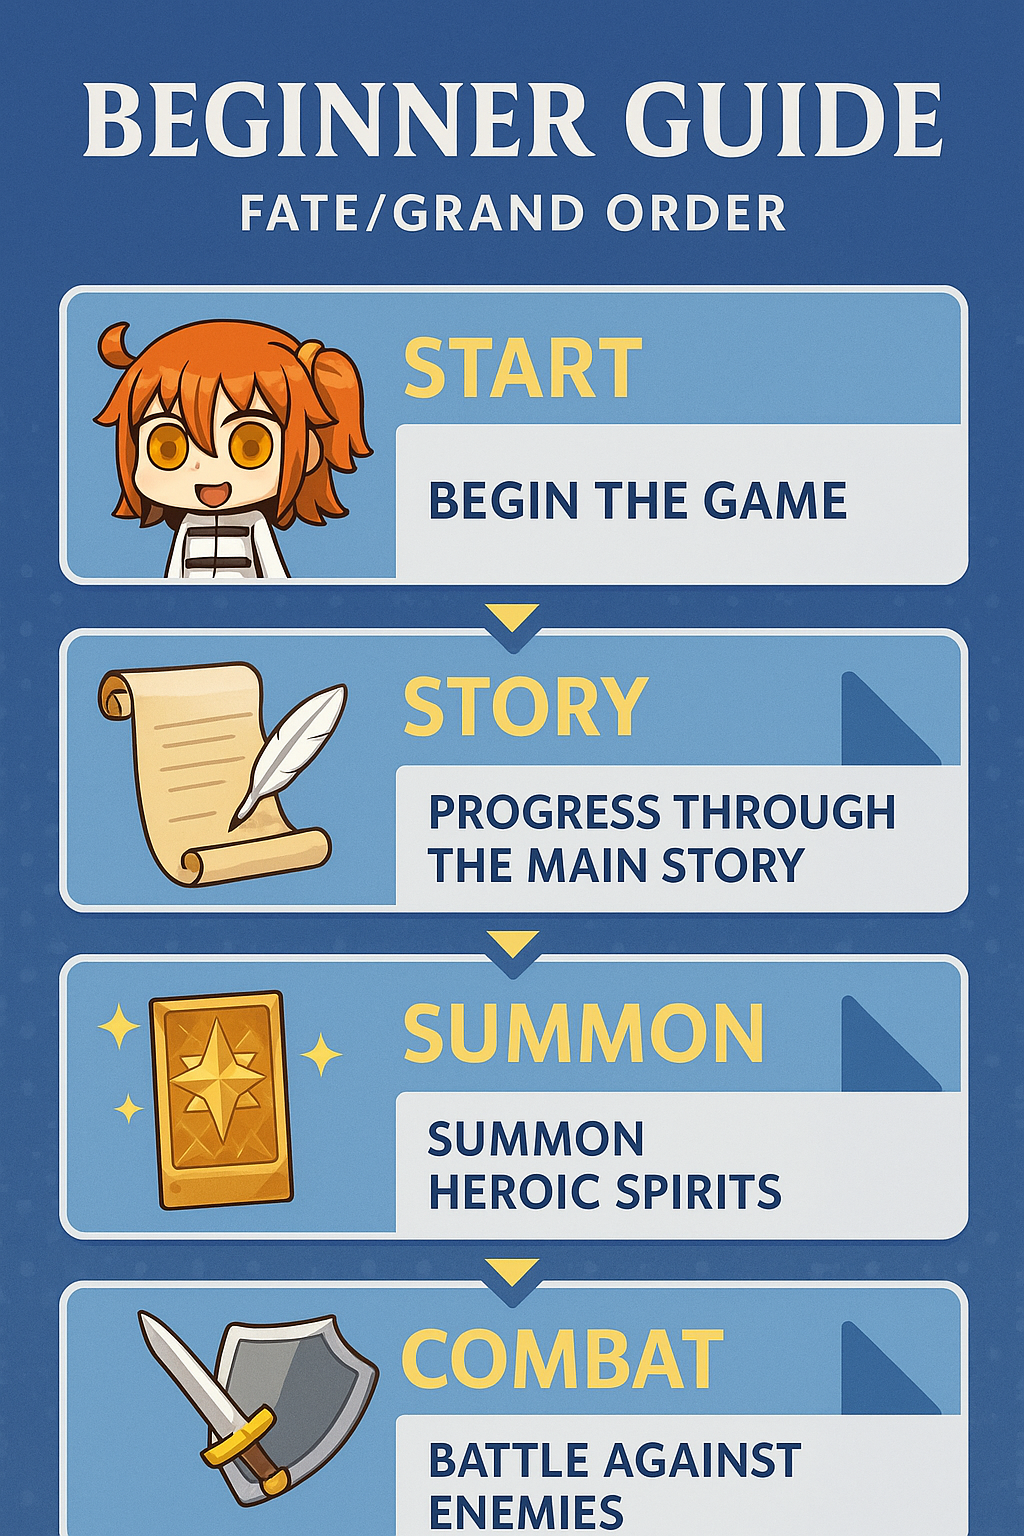 BEGINNER GUIDE
FATE/GRAND ORDER
START
BEGIN THE GAME
STORY
PROGRESS THROUGH
THE MAIN STORY
SUMMON
SUMMON
HEROIC SPIRITS
COMBAT
BATTLE AGAINST
ENEMIES